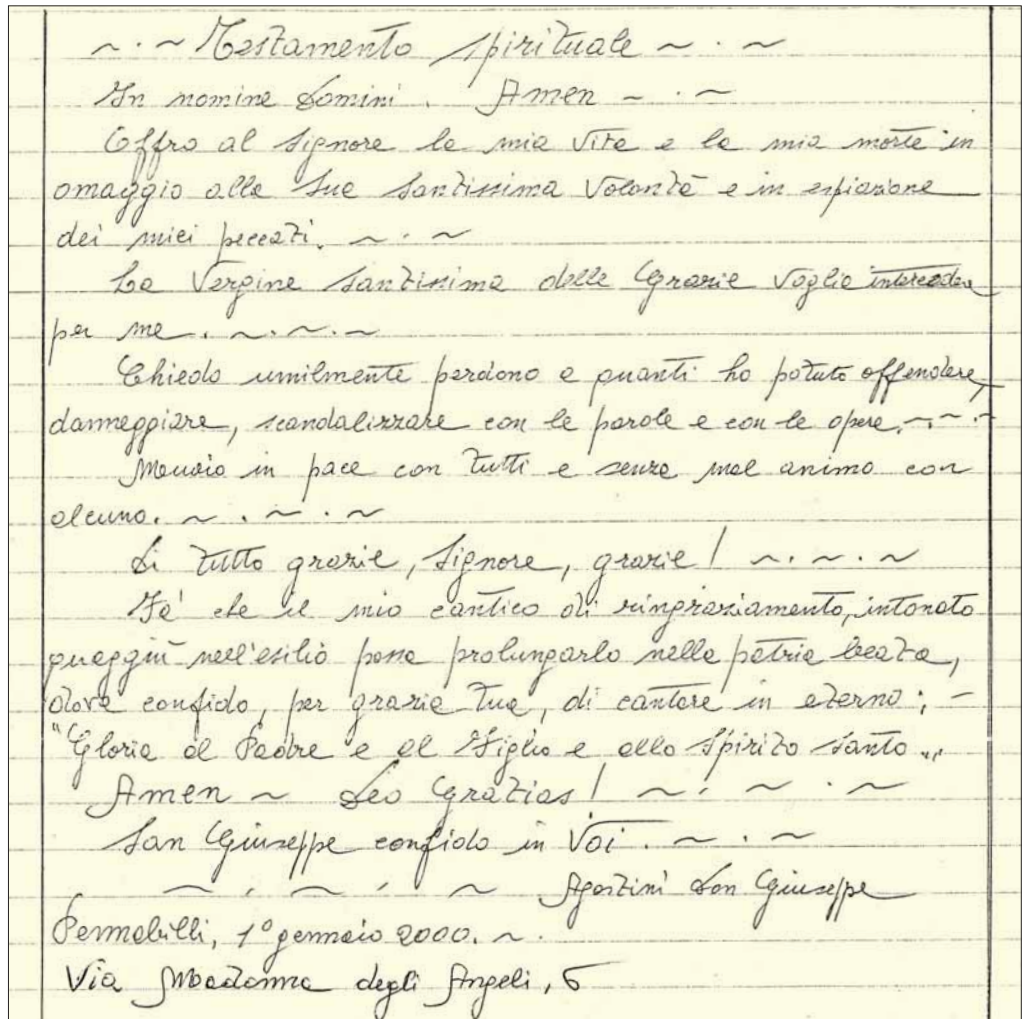 ~ . ~ Testamento spirituale ~ . ~
In nomine Domini. Amen ~ . ~
Offro al Signore la mia vita e la mia morte in
omaggio alla Sua Santissima Volontà e in espiazione
dei miei peccati. ~ . ~
La Vergine Santissima delle Grazie voglia intercedere
per me. ~ . ~ . ~
Chiedo umilmente perdono a quanti ho potuto offendere,
danneggiare, scandalizzare con le parole e con le opere. ~ . ~ .
Muoio in pace con tutti e senza mal animo con
alcuno. ~ . ~ . ~
Di tutto grazie, Signore, grazie! ~ . ~ . ~
Fa' che il mio cantico di ringraziamento, intonato
quaggiù nell'esilio possa prolungarlo nella patria beata,
dove confido, per grazia Tua, di cantare in eterno: -
"Gloria al Padre e al Figlio e allo Spirito Santo..."
Amen ~ Deo Gratias! ~ . ~ . ~
San Giuseppe confido in Voi. ~ . ~
~ . ~ . ~ Agostini Don Giuseppe
Pennabilli, 1° gennaio 2000. ~ .
Via Madonna degli Angeli, 5